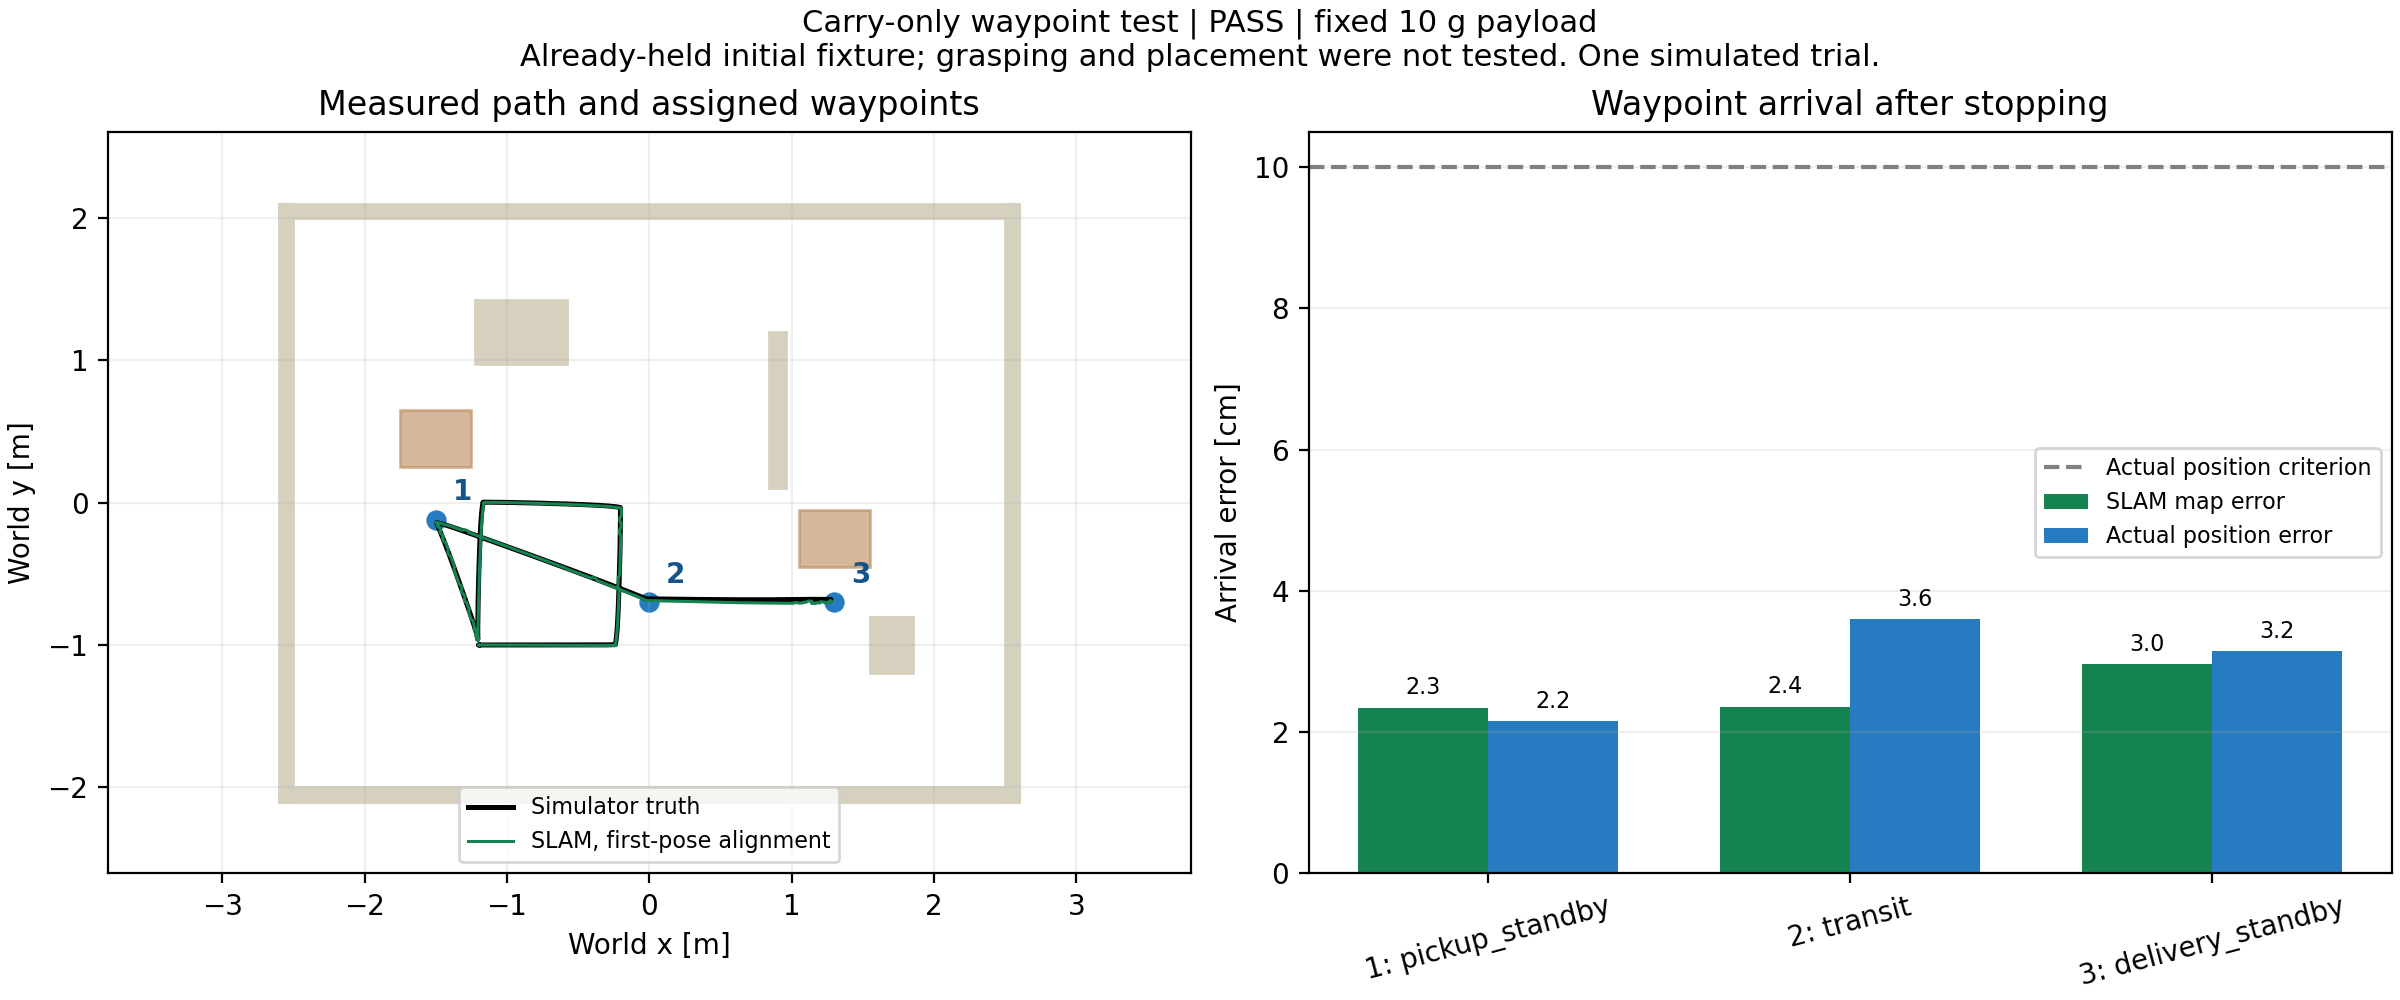 Carry-only waypoint test | PASS | fixed 10 g payload
Already-held initial fixture; grasping and placement were not tested. One simulated trial.
Measured path and assigned waypoints
World y [m]
2
1
0
−1
−2
1
2
3
Simulator truth
SLAM, first-pose alignment
−3
−2
−1
0
1
2
3
World x [m]
Waypoint arrival after stopping
Arrival error [cm]
10
8
6
4
2
0
Actual position criterion
SLAM map error
Actual position error
2.3
2.2
2.4
3.6
3.0
3.2
1: pickup_standby
2: transit
3: delivery_standby